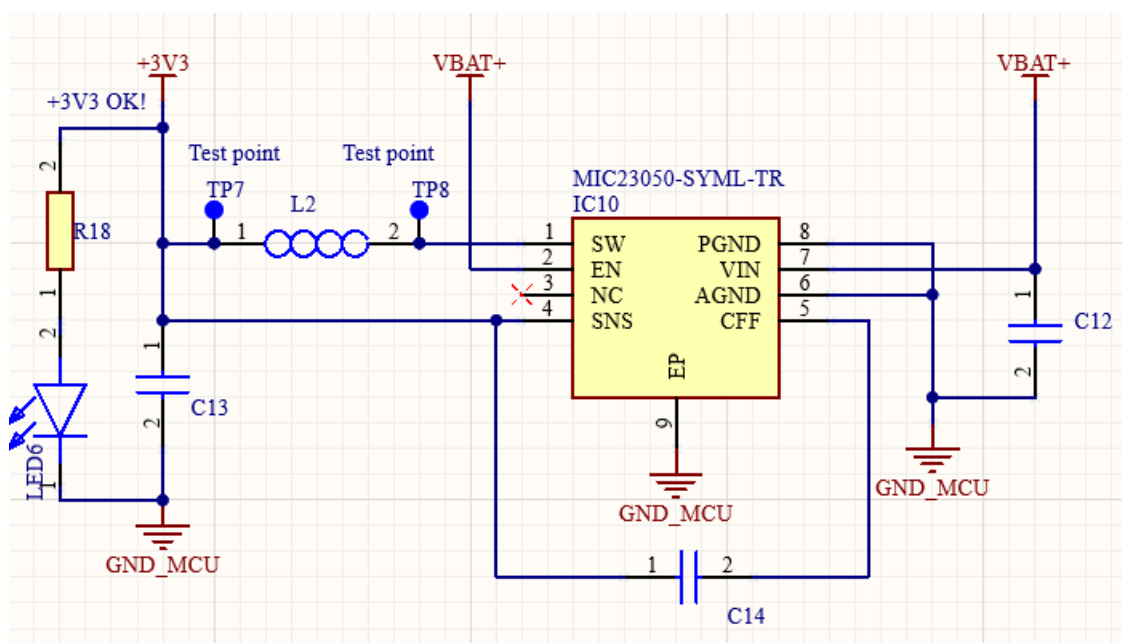 +3V3
VBAT+
VBAT+
+3V3 OK!
Test point
Test point
TP7
TP8
MIC23050-SYML-TR
IC10
L2
2
R18
1
1
2
1
2
3
4
SW
EN
NC
SNS
PGND
VIN
AGND
CFF
EP
8
7
6
5
9
1
C12
2
2
1
C13
2
LED6
1
GND_MCU
GND_MCU
GND_MCU
1
2
C14